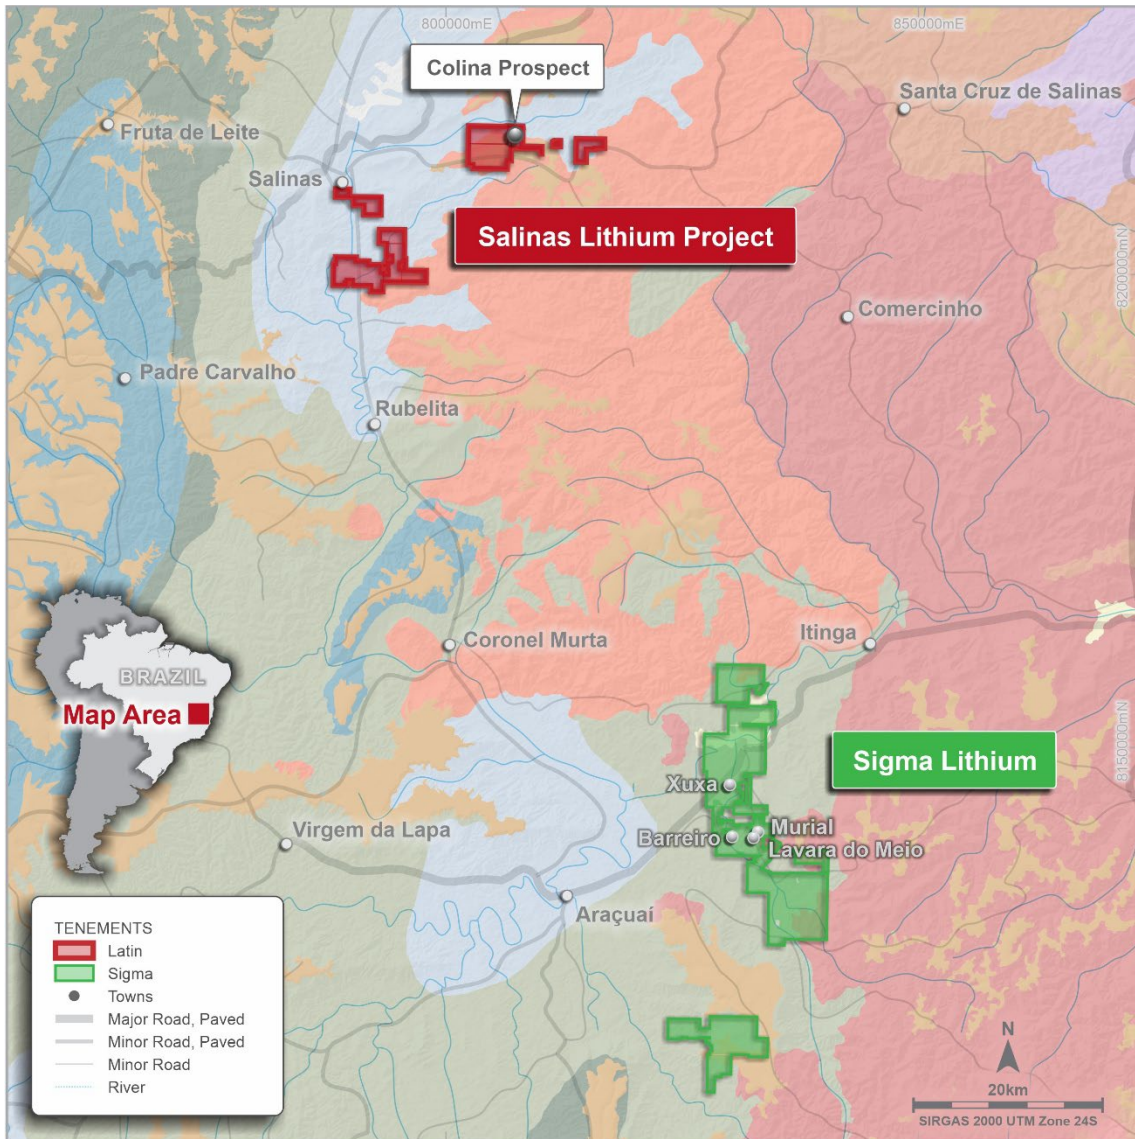 800000mE
850000mE
Colina Prospect
Santa Cruz de Salinas
Fruta de Leite
Salinas
Salinas Lithium Project
8200000mN
Comercinho
Padre Carvalho
Rubelita
Coronel Murta
Itinga
BRAZIL
Map Area
8150000mN
Sigma Lithium
Xuxa
Virgem da Lapa
Murial
Barreiro
Lavara do Meio
Araçuaí
TENEMENTS
Latin
Sigma
Towns
Major Road, Paved
Minor Road, Paved
Minor Road
River
N
20km
SIRGAS 2000 UTM Zone 24S